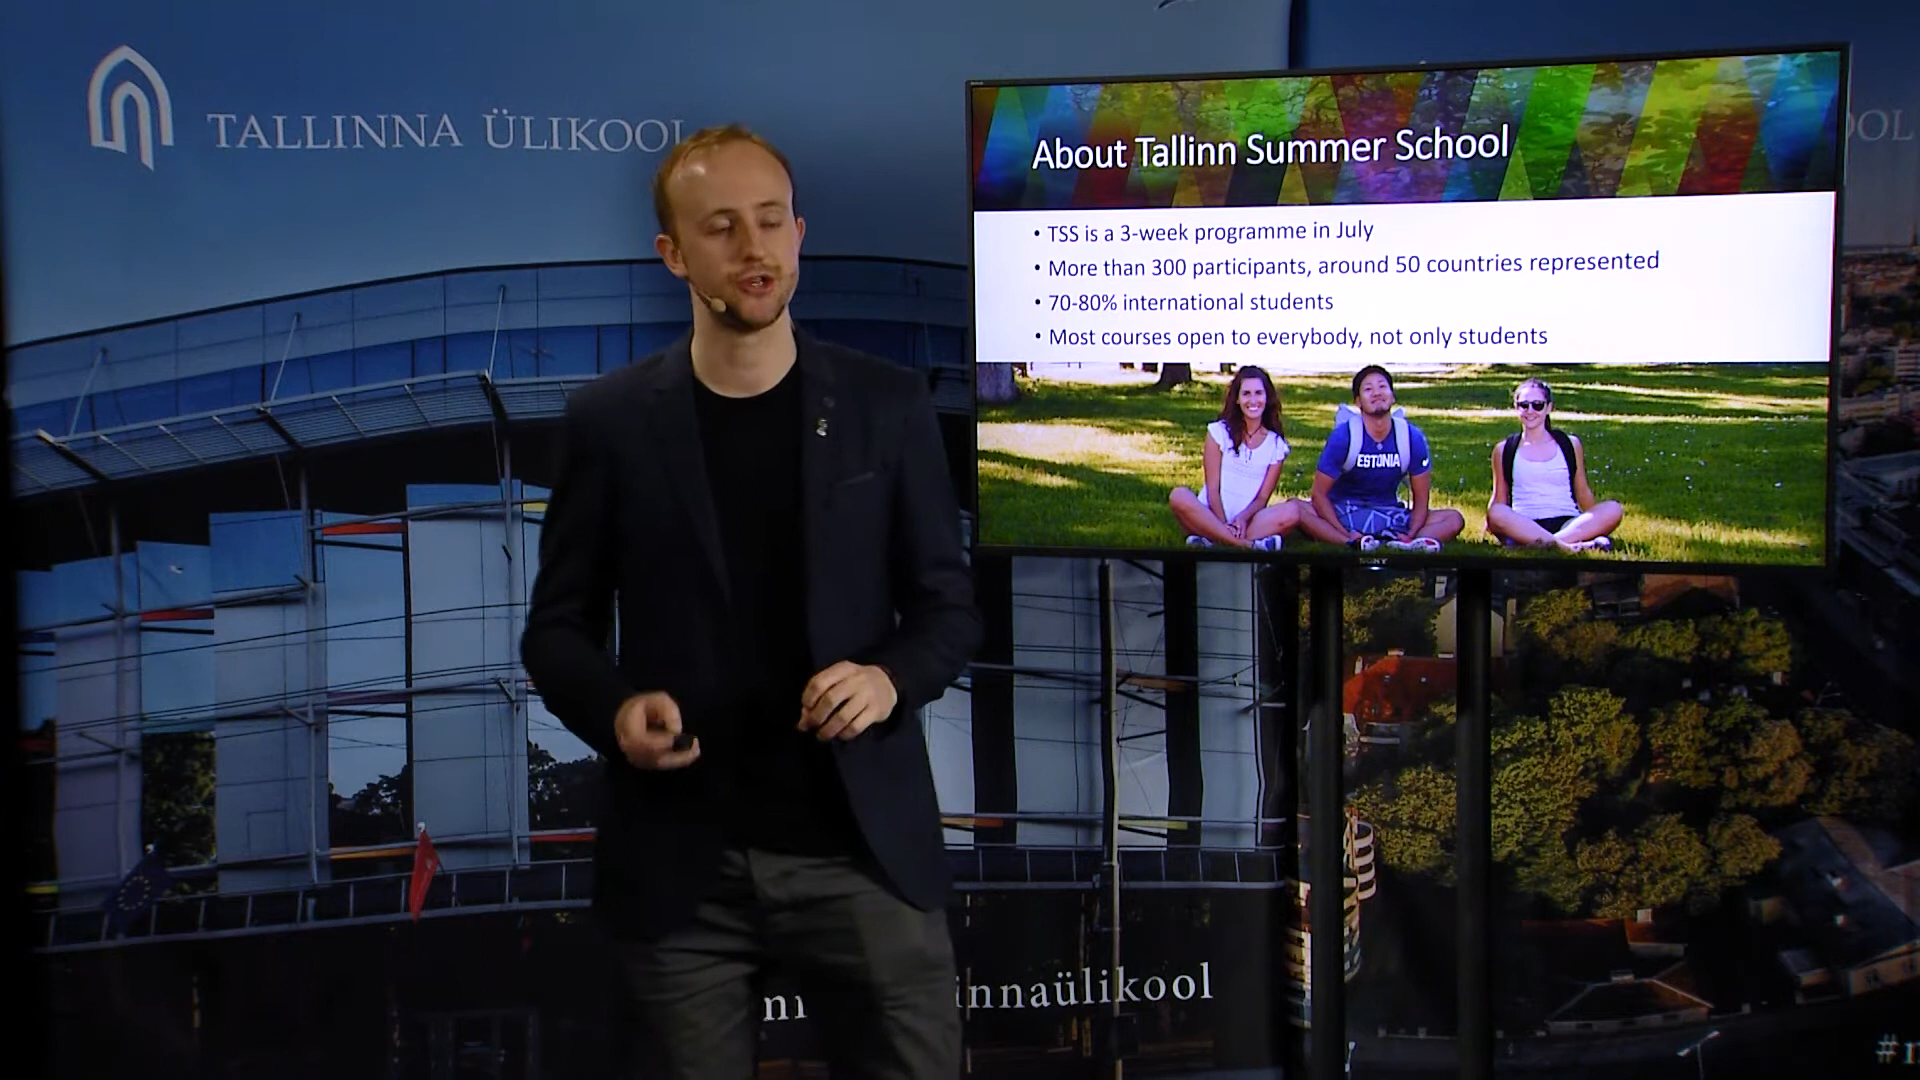 TALLINNA ÜLIKOOL
About Tallinn Summer School
• TSS is a 3-week programme in July
• More than 300 participants, around 50 countries represented
• 70-80% international students
• Most courses open to everybody, not only students
ESTONIA
SONY
innaülikool